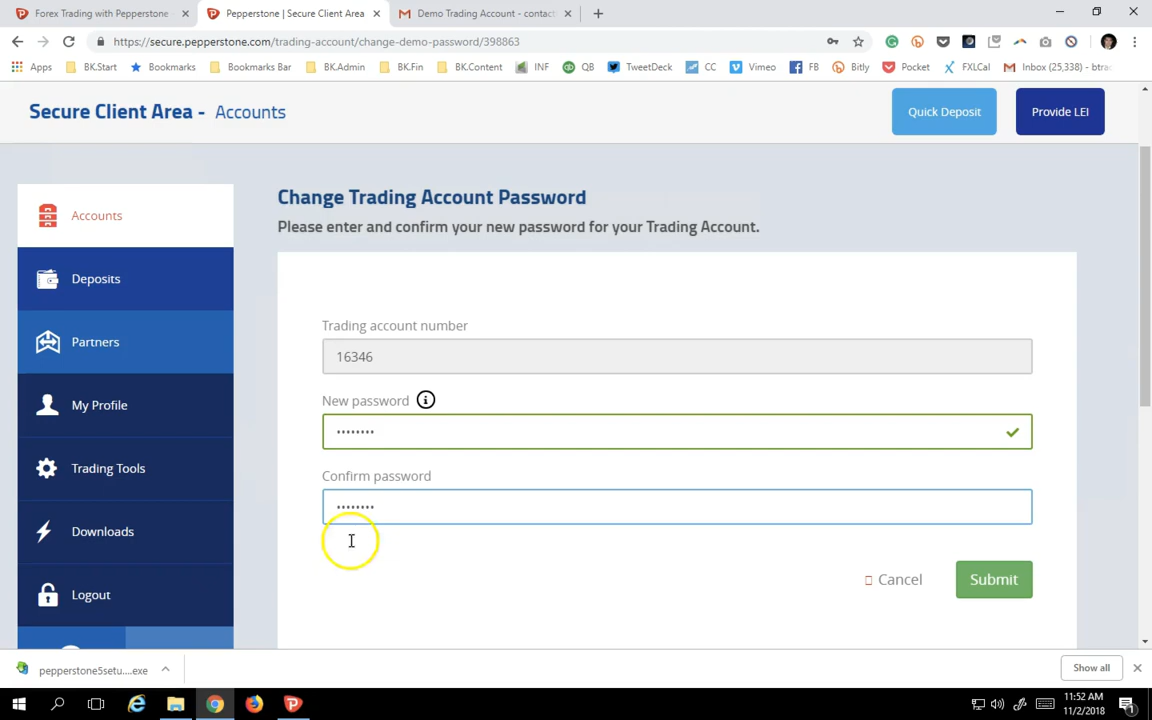 Forex Trading with Pepperstone
Pepperstone | Secure Client Area
Demo Trading Account - contact
https://secure.pepperstone.com/trading-account/change-demo-password/398863
Apps
BK.Start
Bookmarks
Bookmarks Bar
BK.Admin
BK.Fin
BK.Content
INF
QB
TweetDeck
CC
Vimeo
FB
Bitly
Pocket
FXLCal
Inbox (25,338) - btrac
Secure Client Area - Accounts
Quick Deposit
Provide LEI
Accounts
Deposits
Partners
My Profile
Trading Tools
Downloads
Logout
Change Trading Account Password
Please enter and confirm your new password for your Trading Account.
Trading account number
16346
New password
••••••••
Confirm password
••••••••
Cancel
Submit
pepperstone5setu....exe
Show all
11:52 AM
11/2/2018